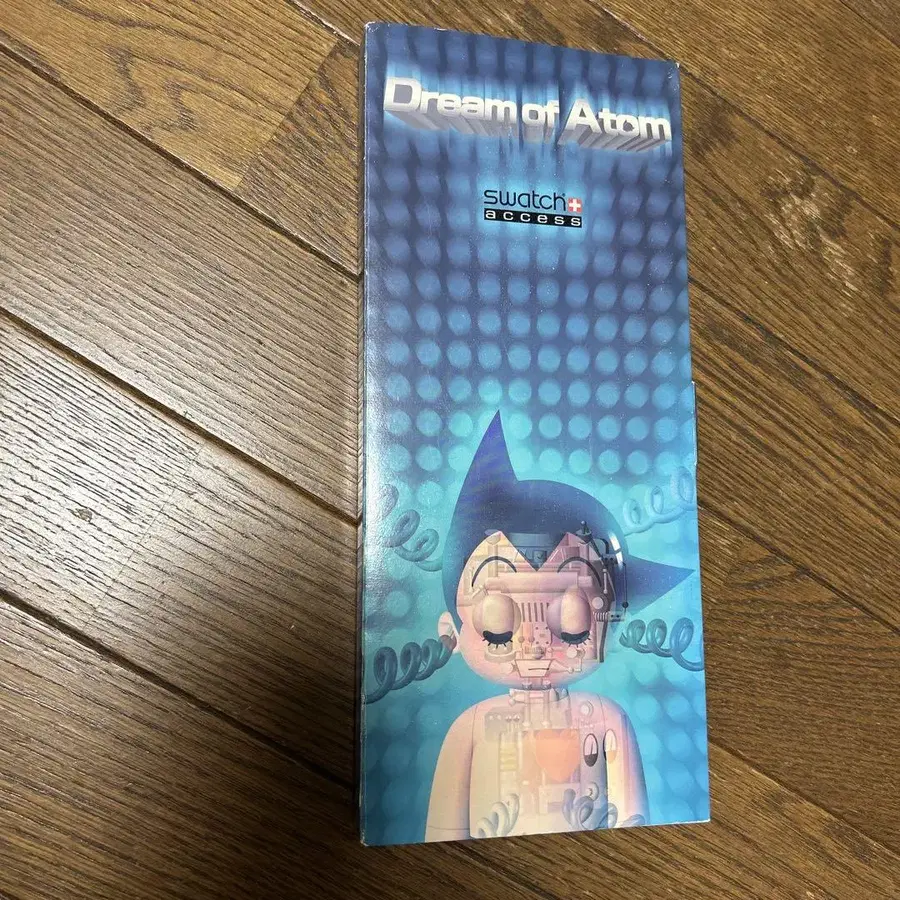 Dream of Atom
swatch
access